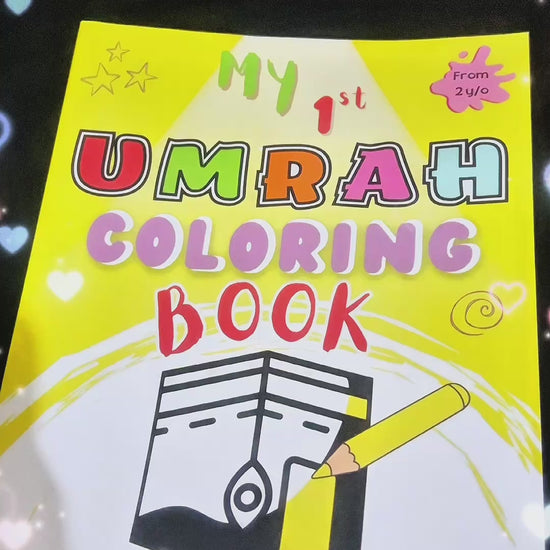 MY
1st
UMRAH
COLORING
BOOK
From
2 y/o